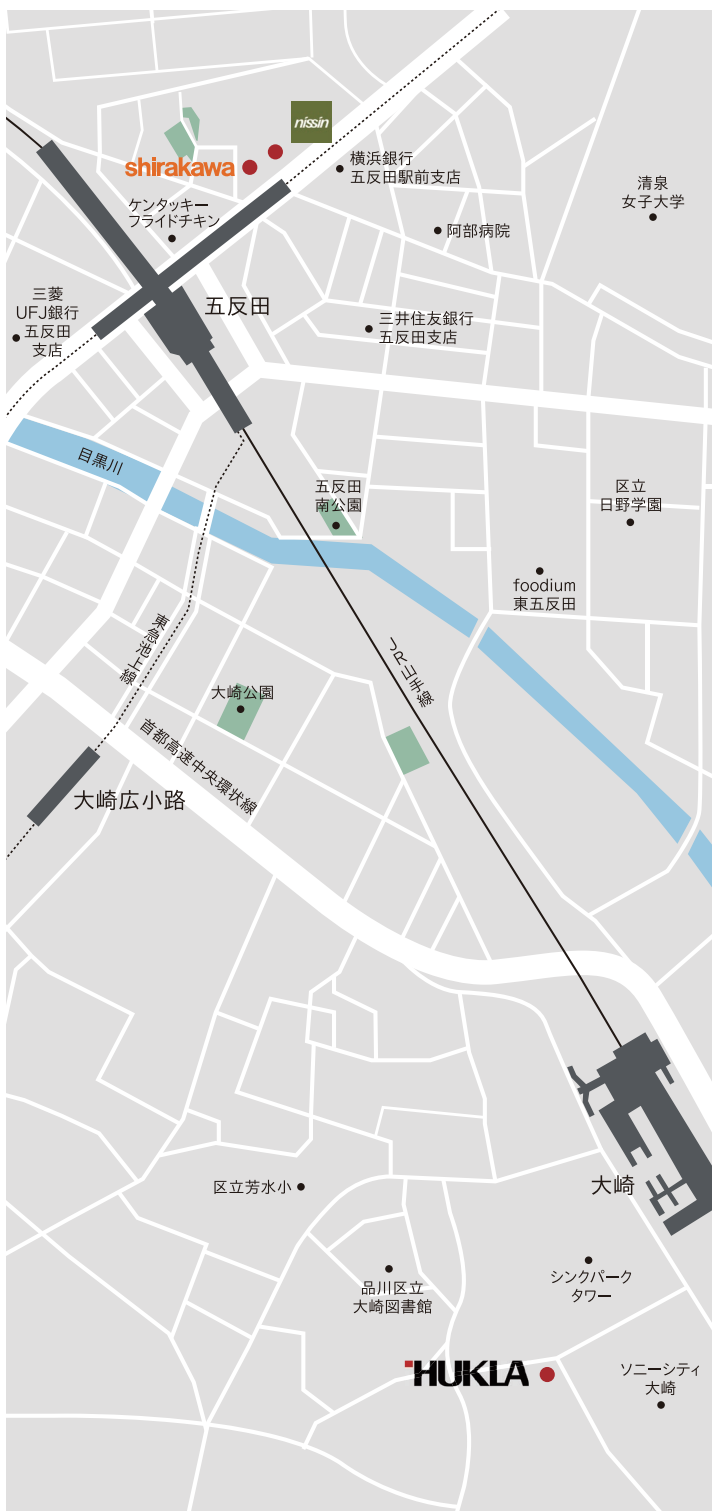 nissin
shirakawa
横浜銀行
五反田駅前支店
清泉
女子大学
ケンタッキー
フライドチキン
阿部病院
三菱
UFJ銀行
五反田
支店
五反田
三井住友銀行
五反田支店
目黒川
五反田
南公園
区立
日野学園
foodium
東五反田
東急池上線
JR山手線
大崎公園
首都高速中央環状線
大崎広小路
大崎
区立芳水小
品川区立
大崎図書館
シンクパーク
タワー
HUKLA
ソニーシティ
大崎